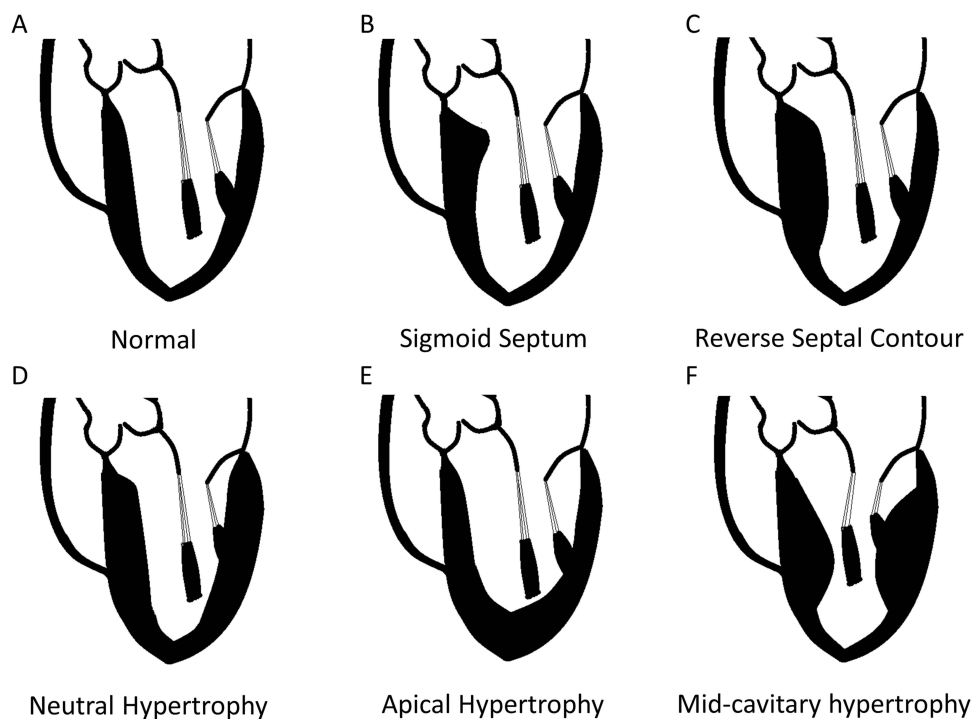 A
B
C
Normal
Sigmoid Septum
Reverse Septal Contour
D
E
F
Neutral Hypertrophy
Apical Hypertrophy
Mid-cavitary hypertrophy